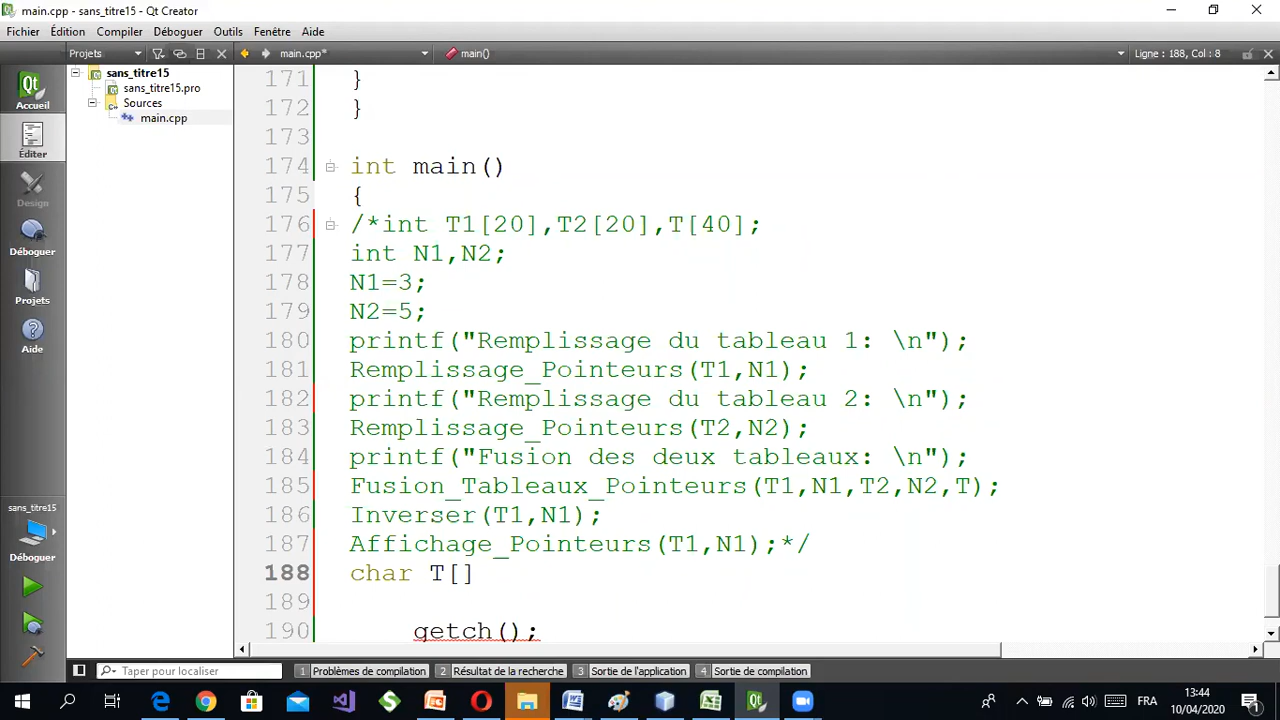 main.cpp - sans_titre15 - Qt Creator
Fichier Édition Compiler Déboguer Outils Fenêtre Aide
Projets main.cpp* main() Ligne : 188, Col : 8
sans_titre15
sans_titre15.pro
Sources
main.cpp
Accueil
Éditer
Design
Déboguer
Projets
Aide
sans_titre15
Déboguer
171 }
172 }
173
174 int main()
175 {
176 /*int T1[20],T2[20],T[40];
177 int N1,N2;
178 N1=3;
179 N2=5;
180 printf("Remplissage du tableau 1: \n");
181 Remplissage_Pointeurs(T1,N1);
182 printf("Remplissage du tableau 2: \n");
183 Remplissage_Pointeurs(T2,N2);
184 printf("Fusion des deux tableaux: \n");
185 Fusion_Tableaux_Pointeurs(T1,N1,T2,N2,T);
186 Inverser(T1,N1);
187 Affichage_Pointeurs(T1,N1);*/
188 char T[]
189
190 getch();
Taper pour localiser 1 Problèmes de compilation 2 Résultat de la recherche 3 Sortie de l'application 4 Sortie de compilation
FRA 13:44
10/04/2020